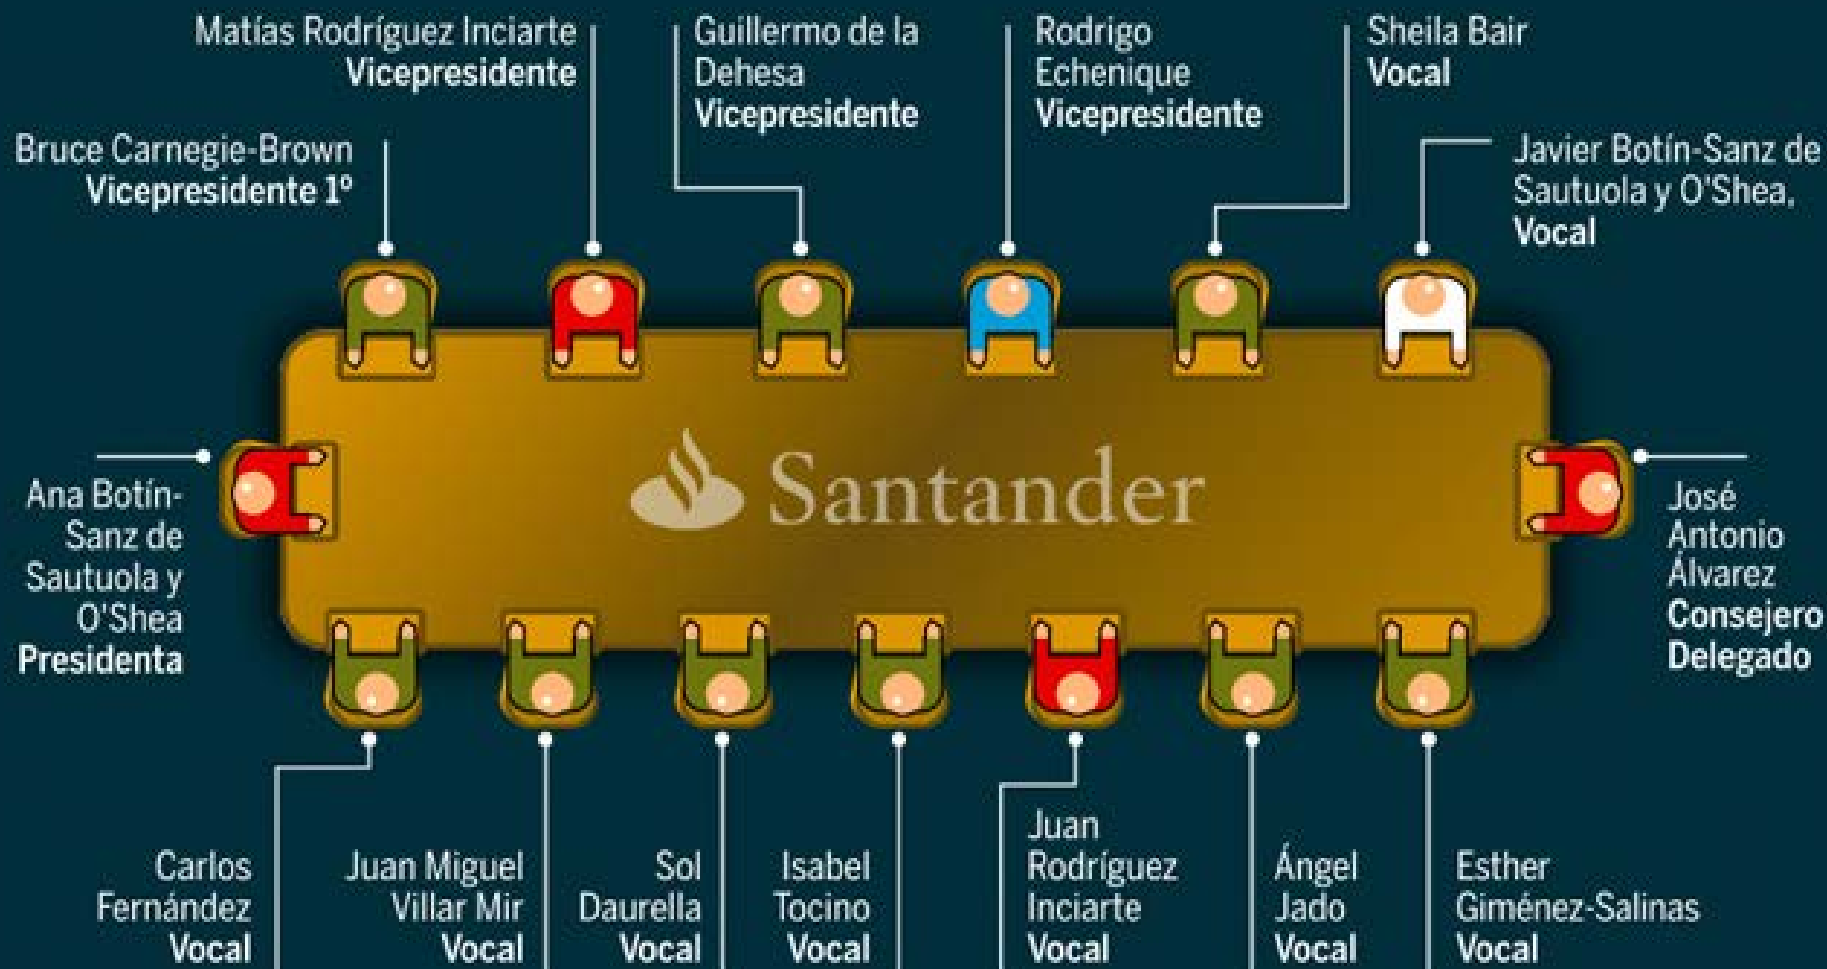 Matías Rodríguez Inciarte
Vicepresidente
Guillermo de la
Dehesa
Vicepresidente
Rodrigo
Echenique
Vicepresidente
Sheila Bair
Vocal
Bruce Carnegie-Brown
Vicepresidente 1º
Javier Botín-Sanz de
Sautuola y O'Shea,
Vocal
Ana Botín-
Sanz de
Sautuola y
O'Shea
Presidenta
Santander
José
Antonio
Álvarez
Consejero
Delegado
Carlos
Fernández
Vocal
Juan Miguel
Villar Mir
Vocal
Sol
Daurella
Vocal
Isabel
Tocino
Vocal
Juan
Rodríguez
Inciarte
Vocal
Ángel
Jado
Vocal
Esther
Giménez-Salinas
Vocal